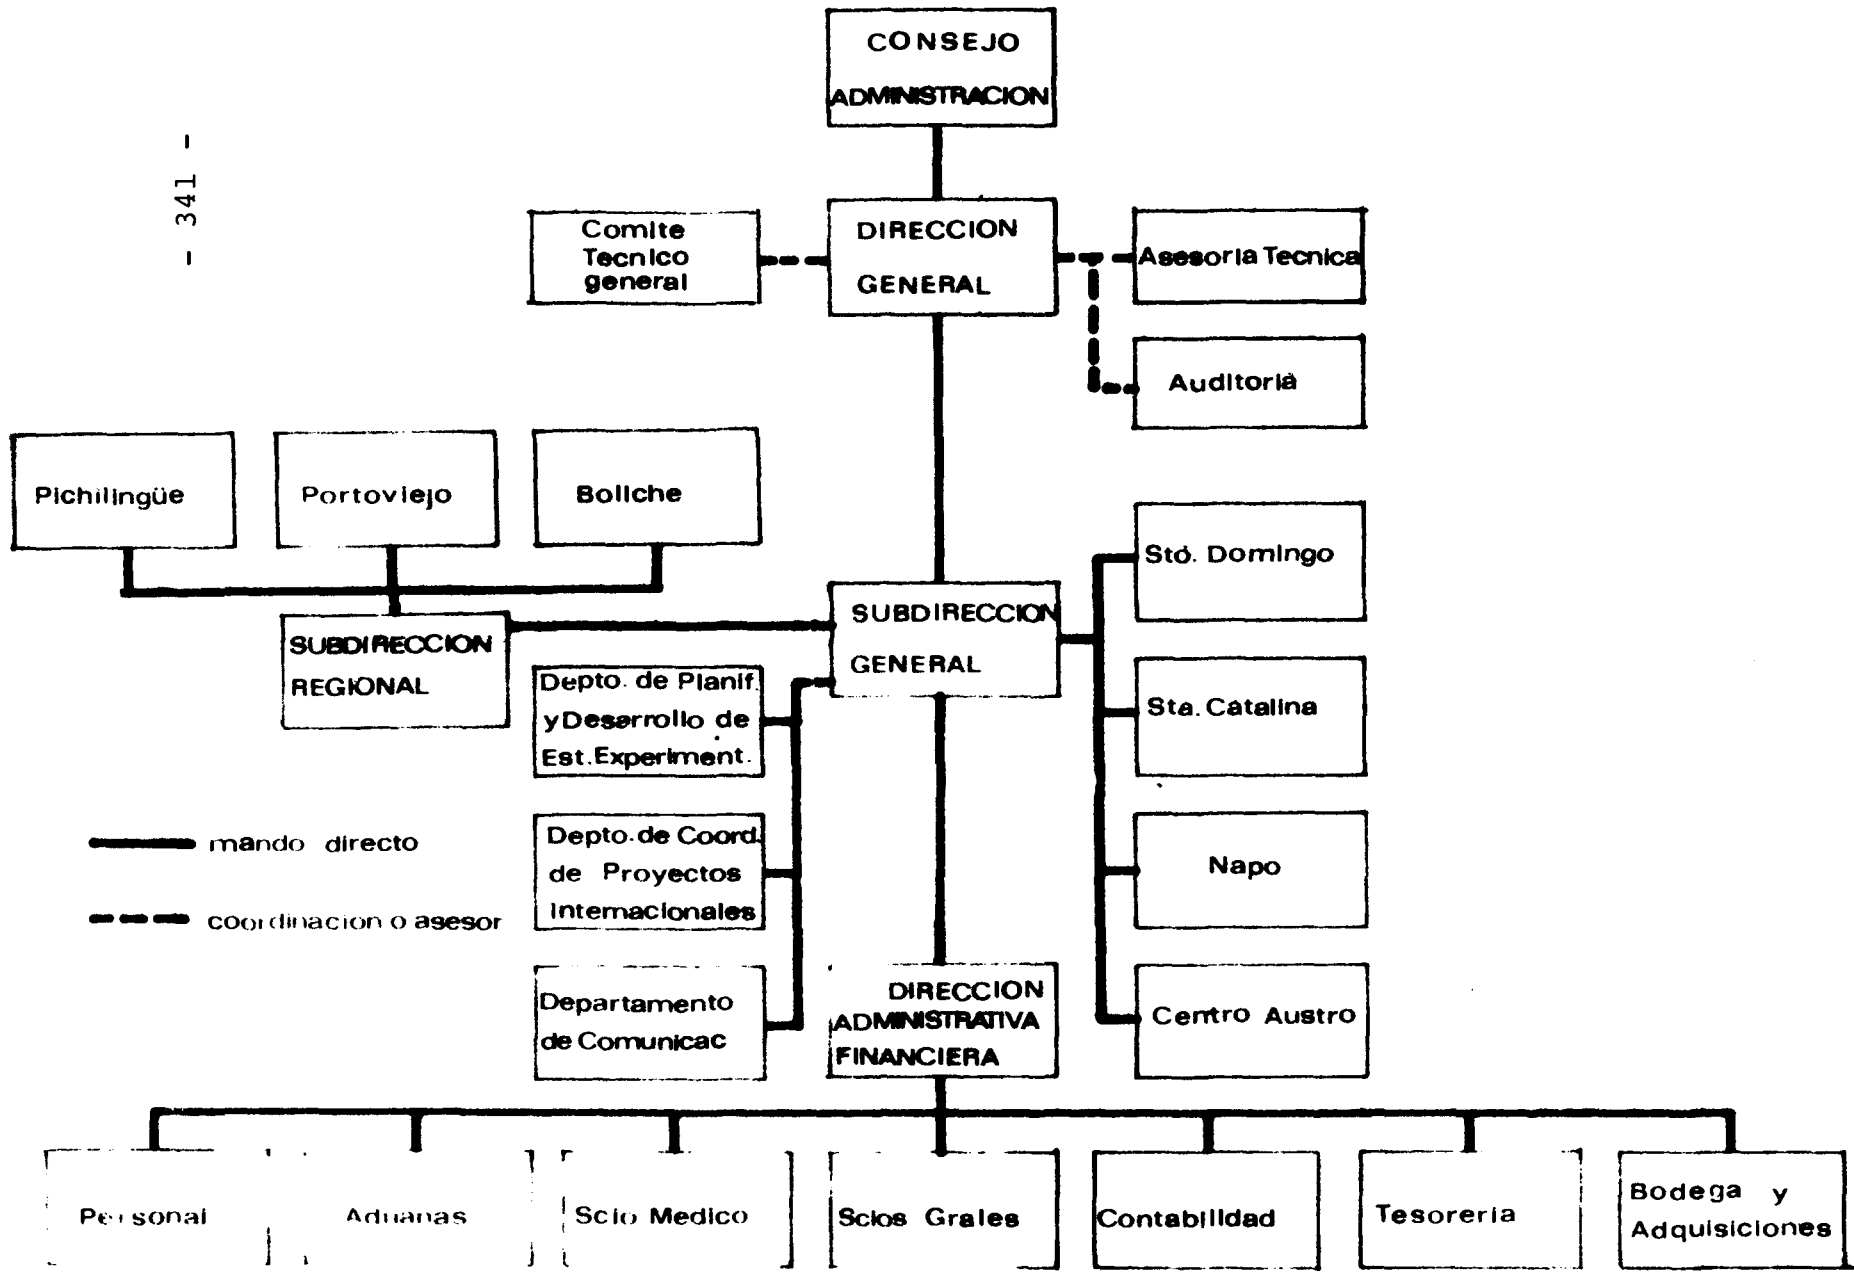 - 341 -
CONSEJO
ADMINISTRACION
Comite
Tecnico
general
DIRECCION
GENERAL
Asesoria Tecnica
Auditoria
Pichilingüe
Portoviejo
Boliche
Sto. Domingo
SUBDIRECCION
GENERAL
SUBDIRECCION
REGIONAL
Depto. de Planif.
y Desarrollo de
Est. Experiment.
Sta. Catalina
mando directo
Depto. de Coord.
de Proyectos
Internacionales
Napo
coordinacion o asesor
Departamento
de Comunicac
DIRECCION
ADMINISTRATIVA
FINANCIERA
Centro Austro
Personal
Aduanas
Scio Medico
Scios Grales
Contabilidad
Tesoreria
Bodega y
Adquisiciones